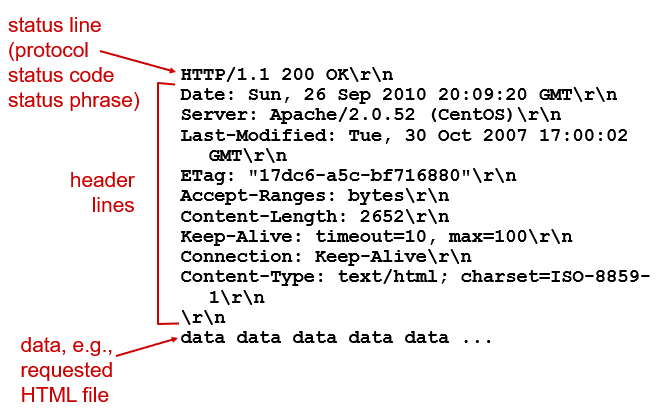 status line
(protocol
status code
status phrase)
HTTP/1.1 200 OK\r\n
Date: Sun, 26 Sep 2010 20:09:20 GMT\r\n
Server: Apache/2.0.52 (CentOS)\r\n
Last-Modified: Tue, 30 Oct 2007 17:00:02
GMT\r\n
ETag: "17dc6-a5c-bf716880"\r\n
Accept-Ranges: bytes\r\n
Content-Length: 2652\r\n
Keep-Alive: timeout=10, max=100\r\n
Connection: Keep-Alive\r\n
Content-Type: text/html; charset=ISO-8859-
1\r\n
\r\n
header
lines
data data data data data ...
data, e.g.,
requested
HTML file